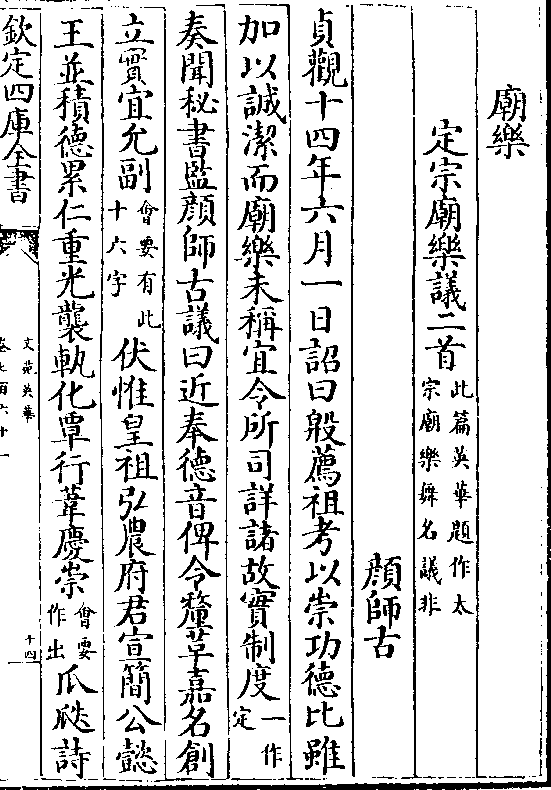 廟樂
定宗廟樂議二首此篇英華題作太宗廟樂舞名議非
顔師古
貞觀十四年六月一日詔曰殷薦祖考以崇功德比雖
加以誠潔而廟樂未稱宜令所司詳諸故實制度一作定
奏聞秘書監顔師古議曰近奉德音俾令釐革嘉名創
立實宜允副㑹要有此十六字伏惟皇祖弘農府君宣簡公懿
王並積德累仁重光襲軌化覃行葦慶崇㑹要作出瓜瓞詩
欽定四庫全書
文苑英華
卷七百六十一
十四